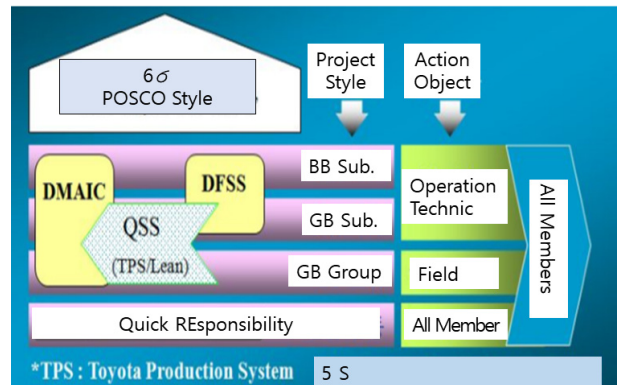 6σ
POSCO Style
Project
Style
Action
Object
BB Sub.
DMAIC
DFSS
Operation
Technic
GB Sub.
QSS
(TPS/Lean)
GB Group
Field
All Members
Quick REsponsibility
All Member
*TPS : Toyota Production System
5 S